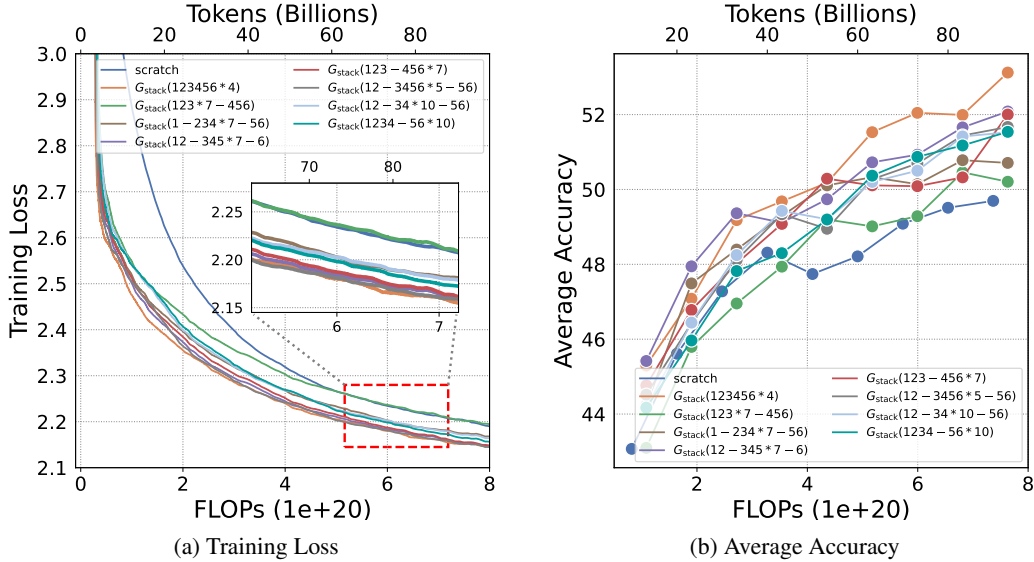 Tokens (Billions)
0 20 40 60 80
3.0
2.9
2.8
2.7
2.6
2.5
2.4
2.3
2.2
2.1
Training Loss
scratch
G_stack(123456 * 4)
G_stack(123 * 7 − 456)
G_stack(1 − 234 * 7 − 56)
G_stack(12 − 345 * 7 − 6)
G_stack(123 − 456 * 7)
G_stack(12 − 3456 * 5 − 56)
G_stack(12 − 34 * 10 − 56)
G_stack(1234 − 56 * 10)
70 80
2.25
2.20
2.15
6 7
0 2 4 6 8
FLOPs (1e+20)
(a) Training Loss
Tokens (Billions)
20 40 60 80
52
50
48
46
44
Average Accuracy
scratch
G_stack(123456 * 4)
G_stack(123 * 7 − 456)
G_stack(1 − 234 * 7 − 56)
G_stack(12 − 345 * 7 − 6)
G_stack(123 − 456 * 7)
G_stack(12 − 3456 * 5 − 56)
G_stack(12 − 34 * 10 − 56)
G_stack(1234 − 56 * 10)
2 4 6 8
FLOPs (1e+20)
(b) Average Accuracy